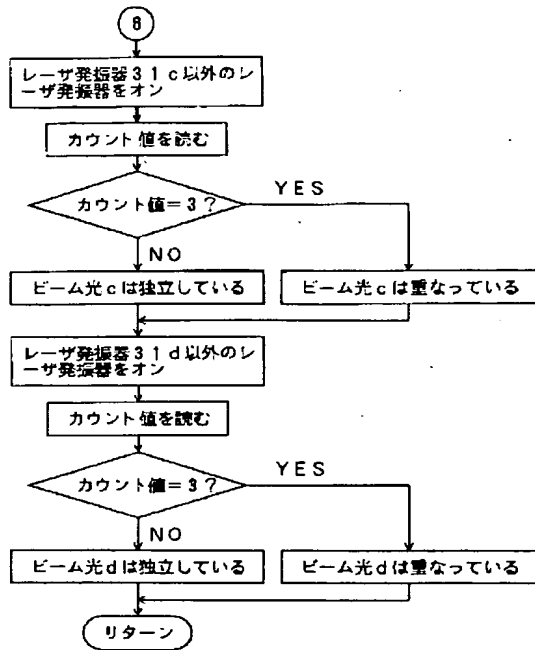 8
レーザ発振器31c以外のレ
ーザ発振器をオン
カウント値を読む
カウント値=3?
YES
NO
ビーム光cは独立している
ビーム光cは重なっている
レーザ発振器31d以外のレ
ーザ発振器をオン
カウント値を読む
カウント値=3?
YES
NO
ビーム光dは独立している
ビーム光dは重なっている
リターン